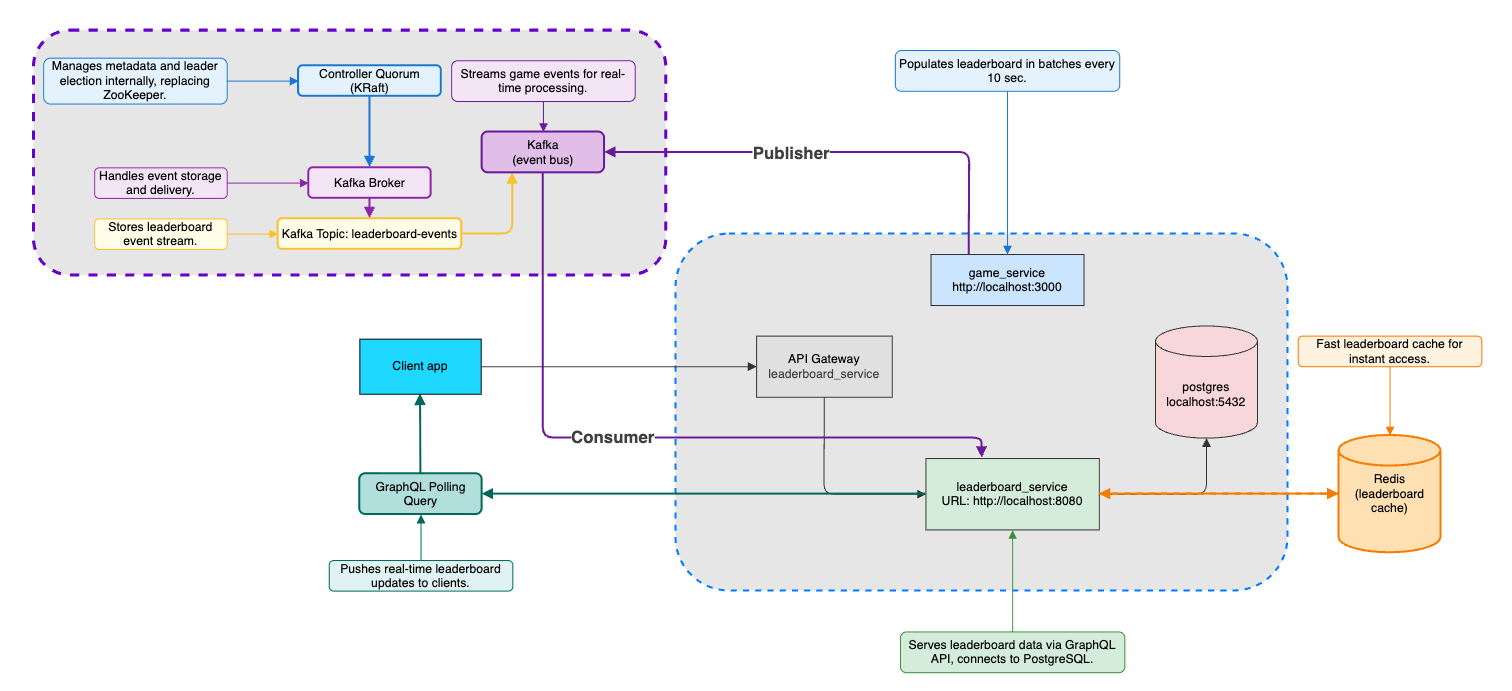 Manages metadata and leader
election internally, replacing
ZooKeeper.
Controller Quorum
(KRaft)
Streams game events for real-
time processing.
Populates leaderboard in batches every
10 sec.
Kafka
(event bus)
Publisher
Handles event storage
and delivery.
Kafka Broker
Stores leaderboard
event stream.
Kafka Topic: leaderboard-events
game_service
http://localhost:3000
Client app
API Gateway
leaderboard_service
postgres
localhost:5432
Fast leaderboard cache for
instant access.
Consumer
GraphQL Polling
Query
leaderboard_service
URL: http://localhost:8080
Redis
(leaderboard
cache)
Pushes real-time leaderboard
updates to clients.
Serves leaderboard data via GraphQL
API, connects to PostgreSQL.